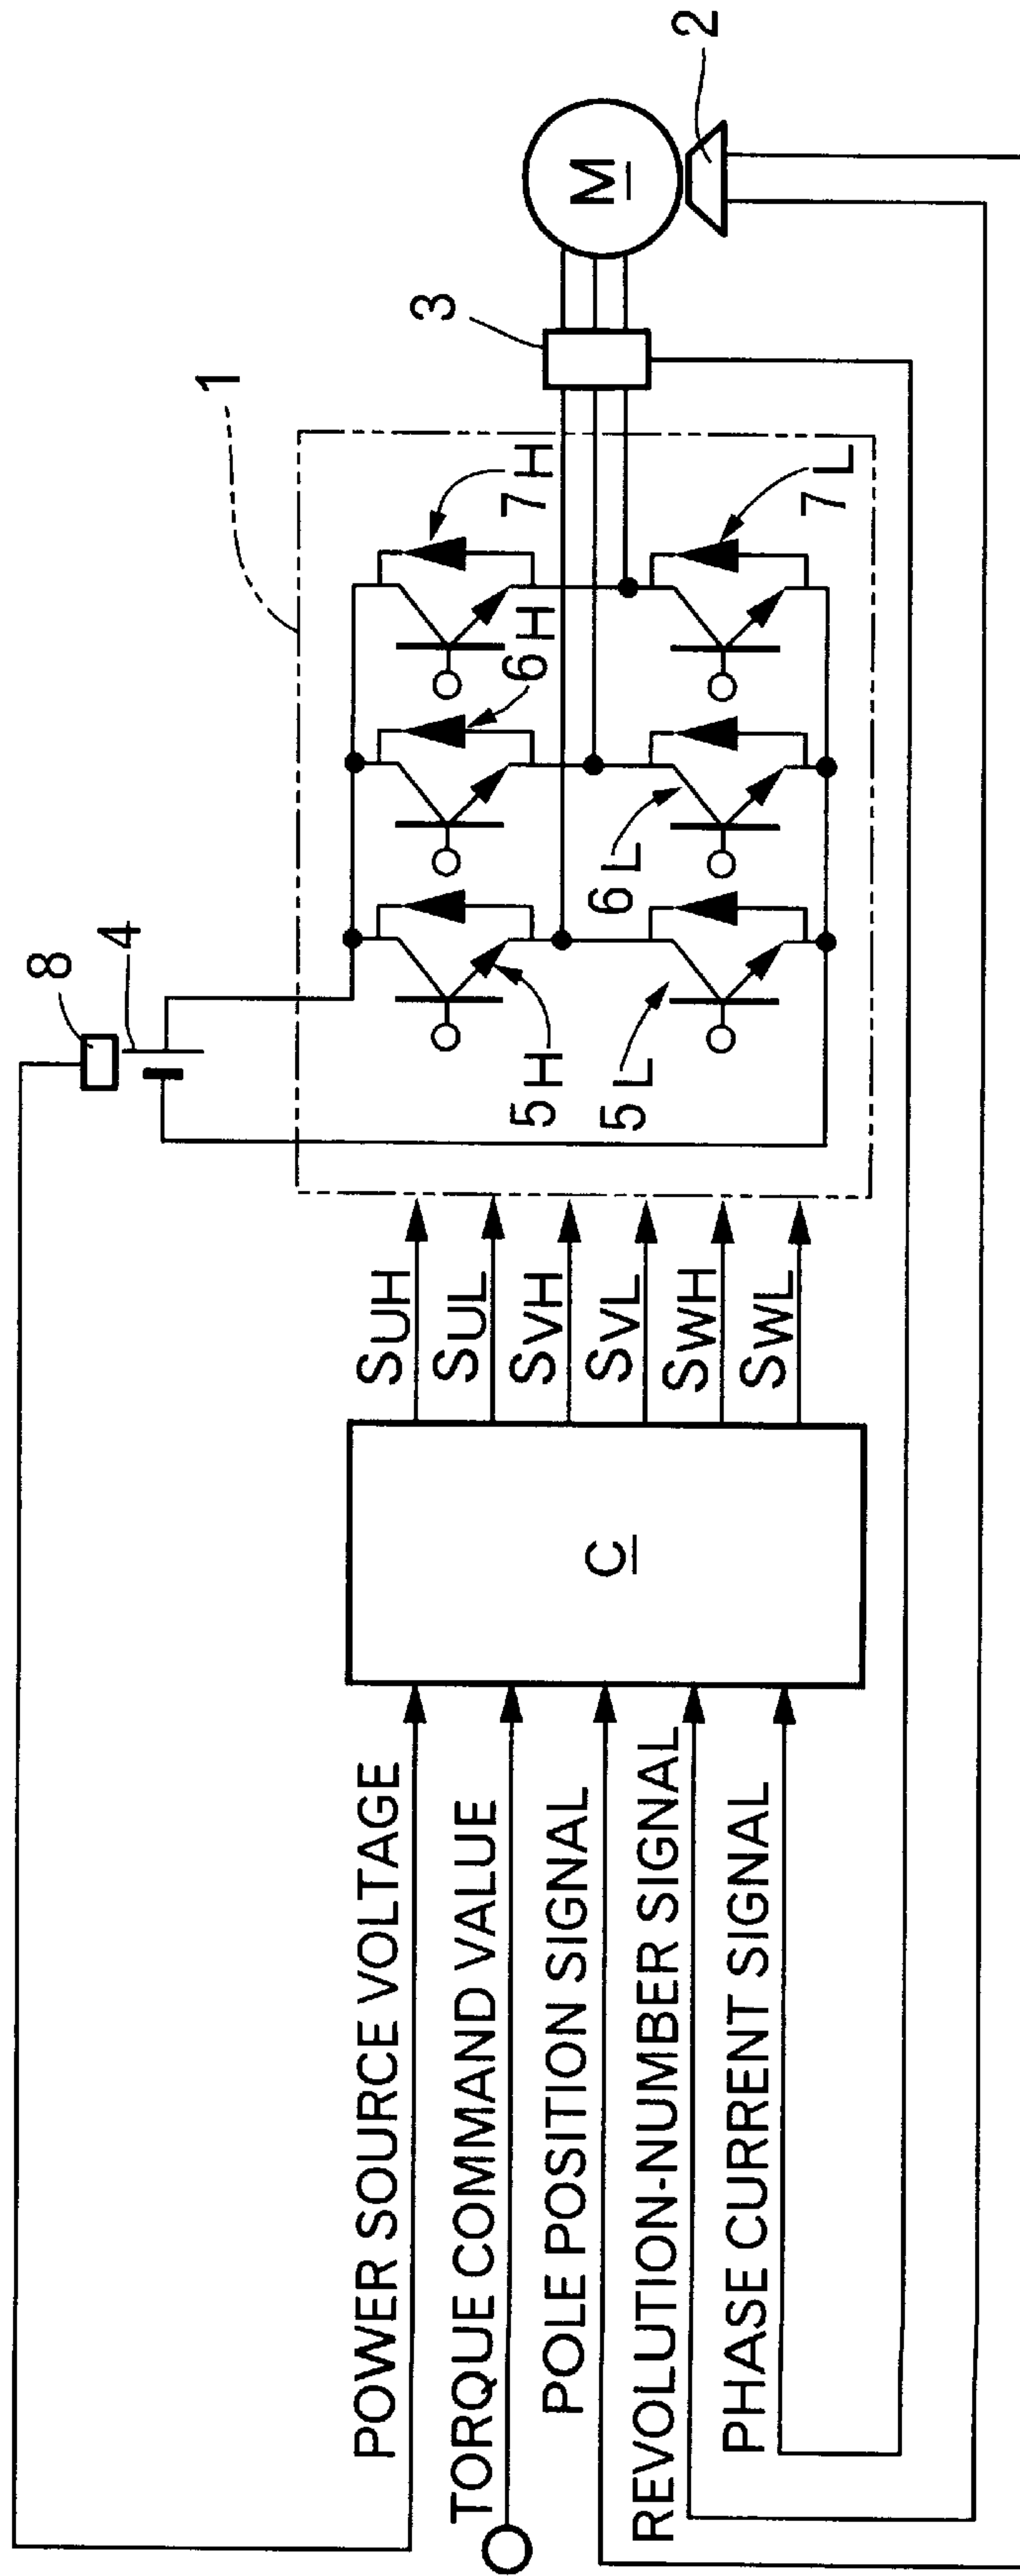 8
4
1
3
2
M
5H
6H
7H
5L
6L
7L
SUH
SUL
SVH
SVL
SWH
SWL
C
POWER SOURCE VOLTAGE
TORQUE COMMAND VALUE
POLE POSITION SIGNAL
REVOLUTION-NUMBER SIGNAL
PHASE CURRENT SIGNAL